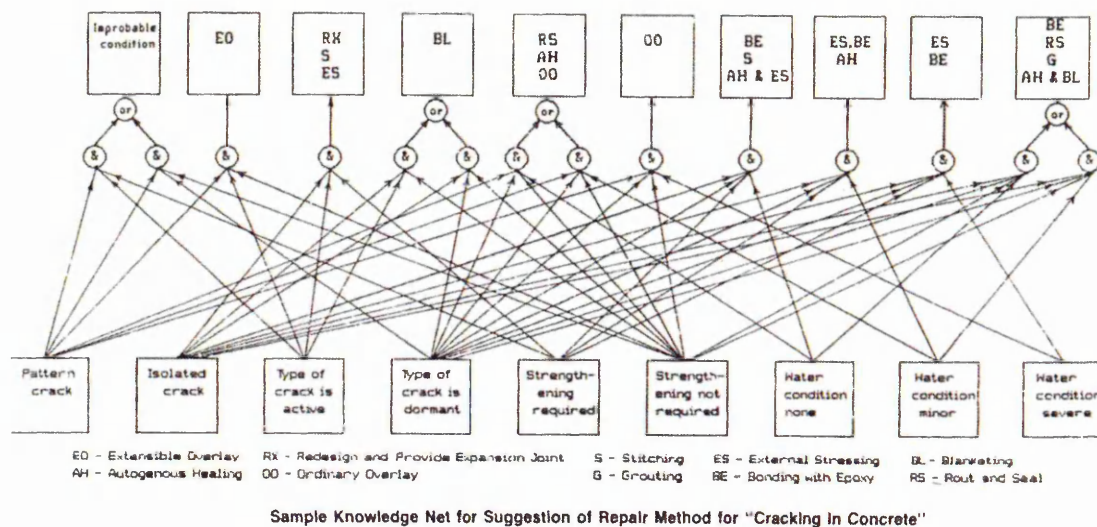 Improbable
condition
EO
RX
S
ES
BL
RS
AH
OO
OO
BE
S
AH & ES
ES,BE
AH
ES
BE
BE
RS
G
AH & BL
or
or
or
or
& & & & & & & & & & & & & &
Pattern
crack
Isolated
crack
Type of
crack is
active
Type of
crack is
dormant
Strength-
ening
required
Strength-
ening not
required
Water
condition
none
Water
condition
minor
Water
condition
severe
EO - Extensible Overlay RX - Redesign and Provide Expansion Joint S - Stitching ES - External Stressing BL - Blanketing
AH - Autogenous Healing OO - Ordinary Overlay G - Grouting BE - Bonding with Epoxy RS - Rout and Seal
Sample Knowledge Net for Suggestion of Repair Method for "Cracking in Concrete"